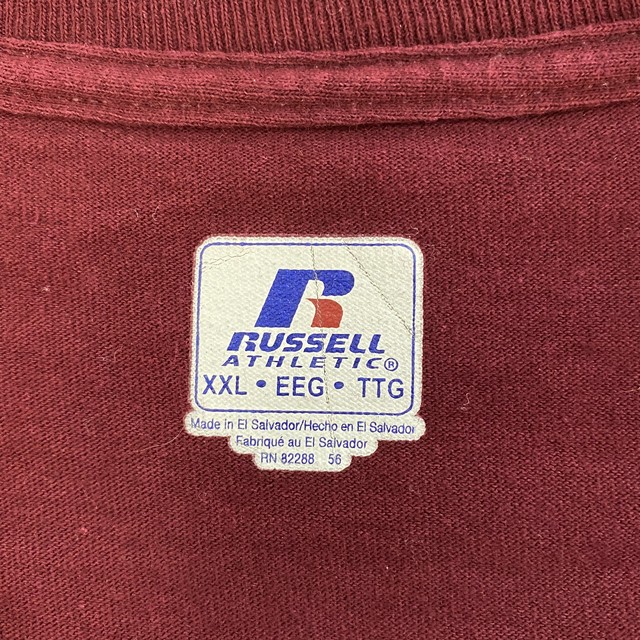 RUSSELL
ATHLETIC®
XXL • EEG • TTG
Made in El Salvador/Hecho en El Salvador
Fabriqué au El Salvador
RN 82288 56